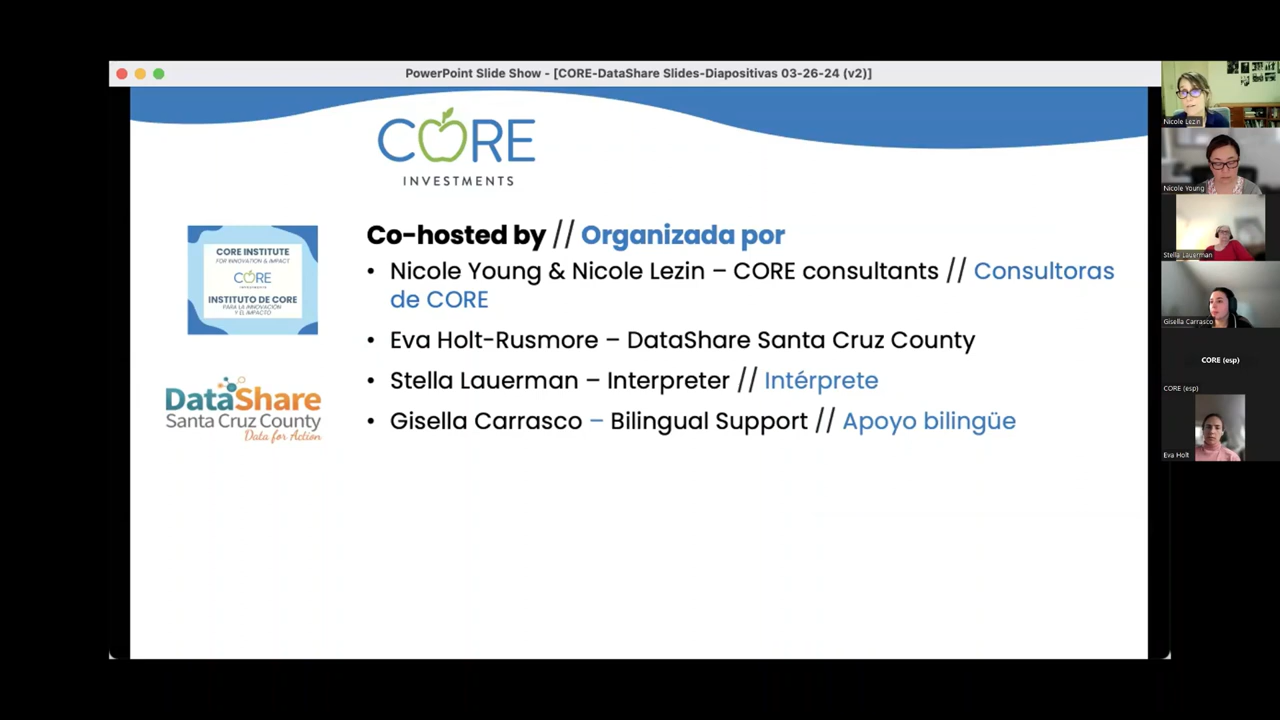 PowerPoint Slide Show - [CORE-DataShare Slides-Diapositivas 03-26-24 (v2)]
CORE
INVESTMENTS
CORE INSTITUTE
FOR INNOVATION & IMPACT
CORE
INVESTMENTS
INSTITUTO DE CORE
PARA LA INNOVACIÓN
Y EL IMPACTO
DataShare
Santa Cruz County
Data for Action
Co-hosted by // Organizada por
• Nicole Young & Nicole Lezin – CORE consultants // Consultoras
de CORE
• Eva Holt-Rusmore – DataShare Santa Cruz County
• Stella Lauerman – Interpreter // Intérprete
• Gisella Carrasco – Bilingual Support // Apoyo bilingüe
Nicole Lezin
Nicole Young
Stella Lauerman
Gisella Carrasco
CORE (esp)
CORE (esp)
Eva Holt